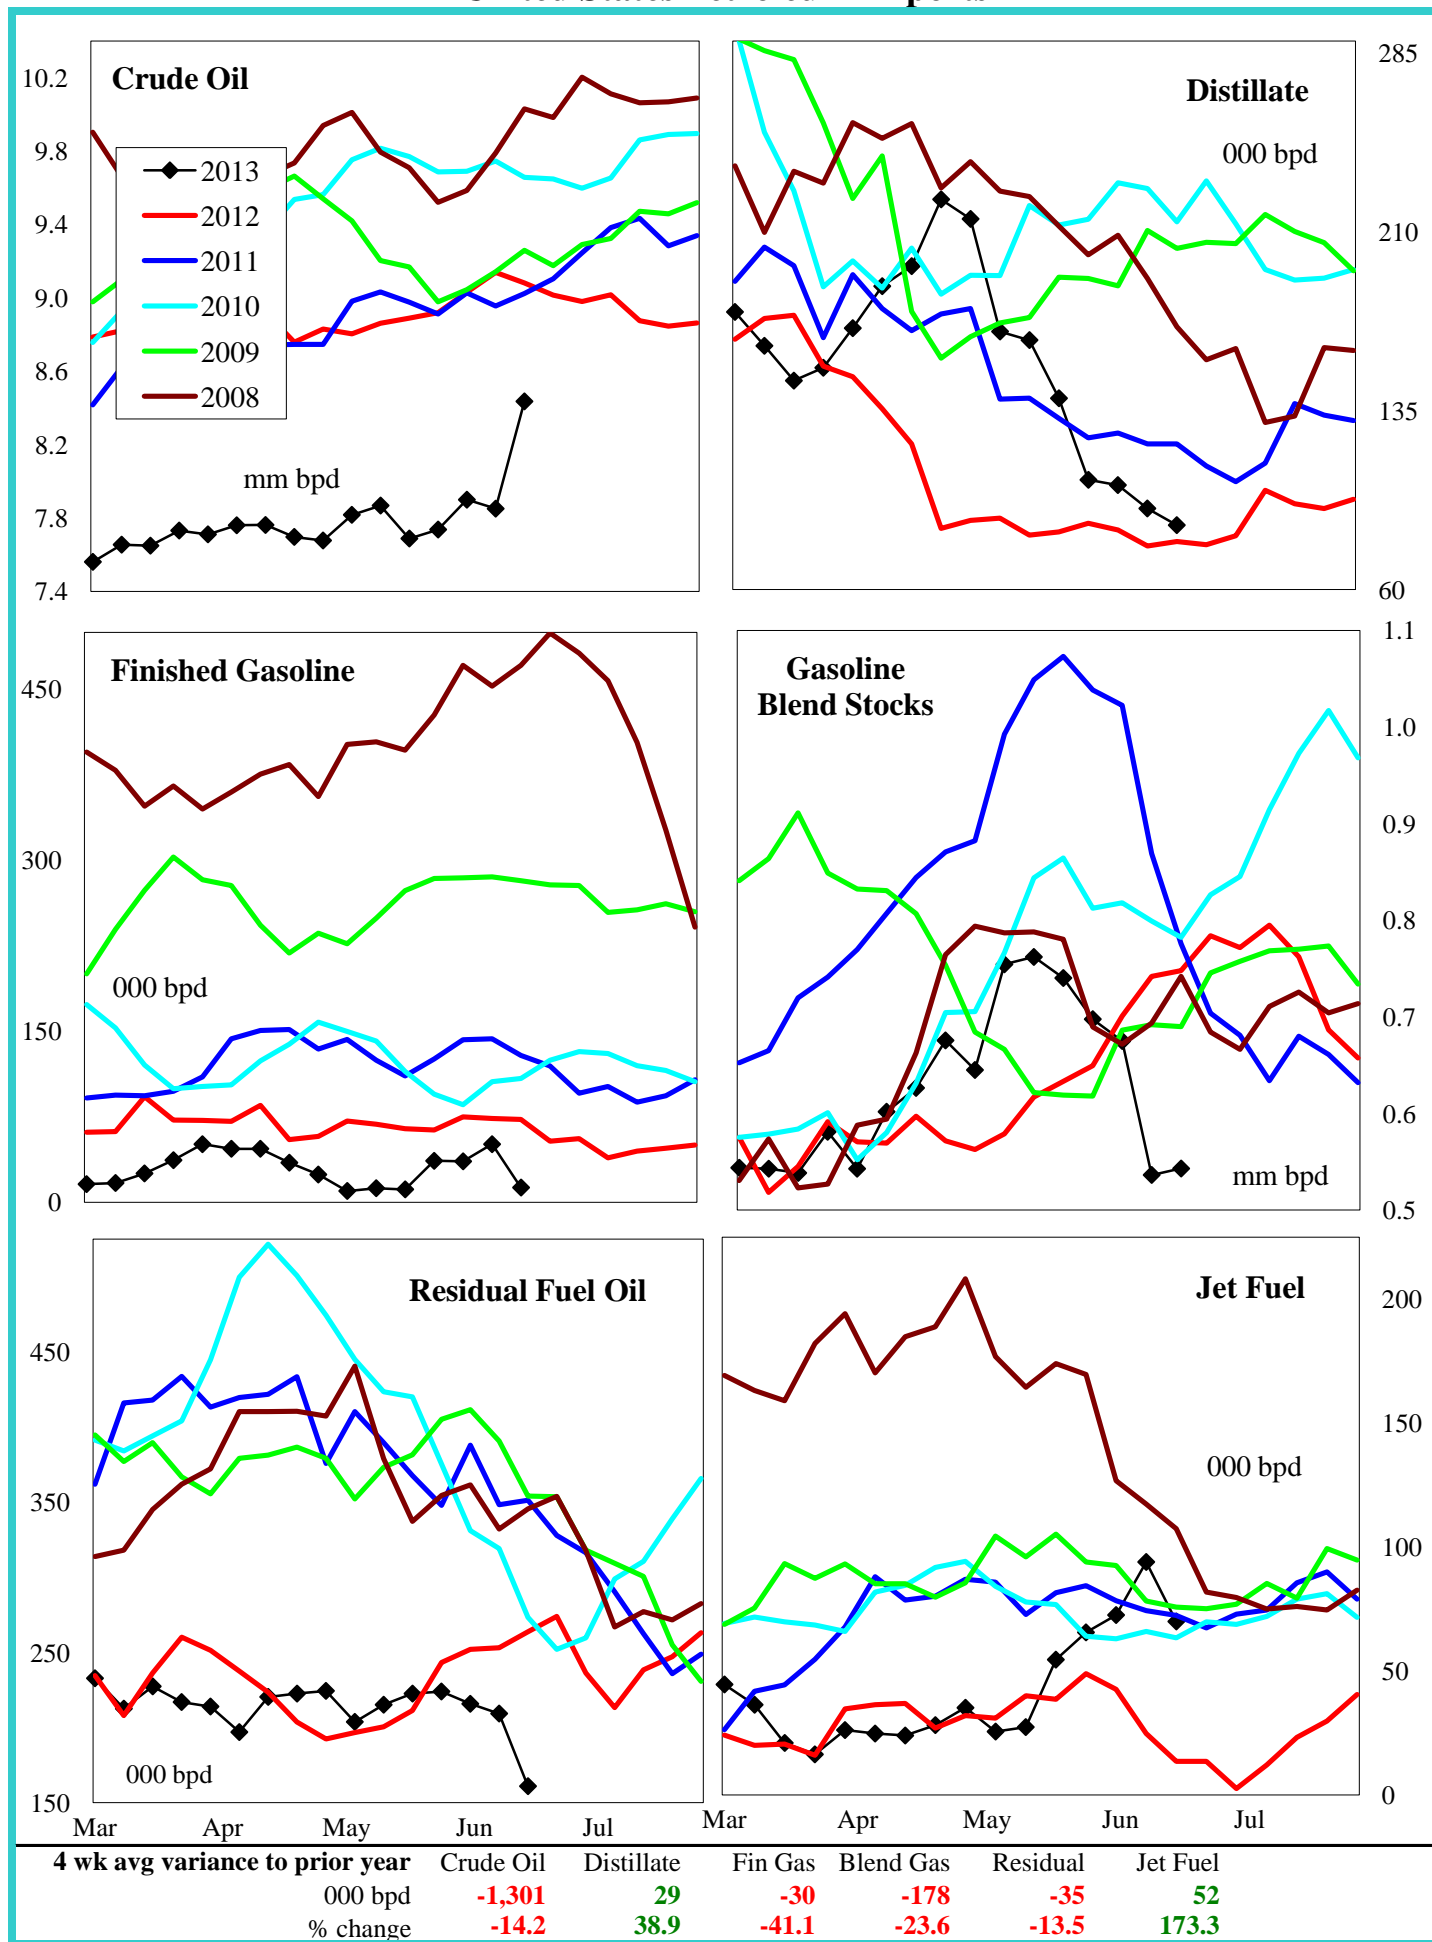 Crude Oil
10.2
9.8
9.4
9.0
8.6
8.2
7.8
7.4
2013
2012
2011
2010
2009
2008
mm bpd
Distillate
000 bpd
285
210
135
60
Finished Gasoline
450
300
150
0
000 bpd
Gasoline
Blend Stocks
1.1
1.0
0.9
0.8
0.7
0.6
0.5
mm bpd
Residual Fuel Oil
450
350
250
150
000 bpd
Mar Apr May Jun Jul
Jet Fuel
000 bpd
200
150
100
50
0
Mar Apr May Jun Jul
4 wk avg variance to prior year Crude Oil Distillate Fin Gas Blend Gas Residual Jet Fuel
000 bpd -1,301 29 -30 -178 -35 52
% change -14.2 38.9 -41.1 -23.6 -13.5 173.3